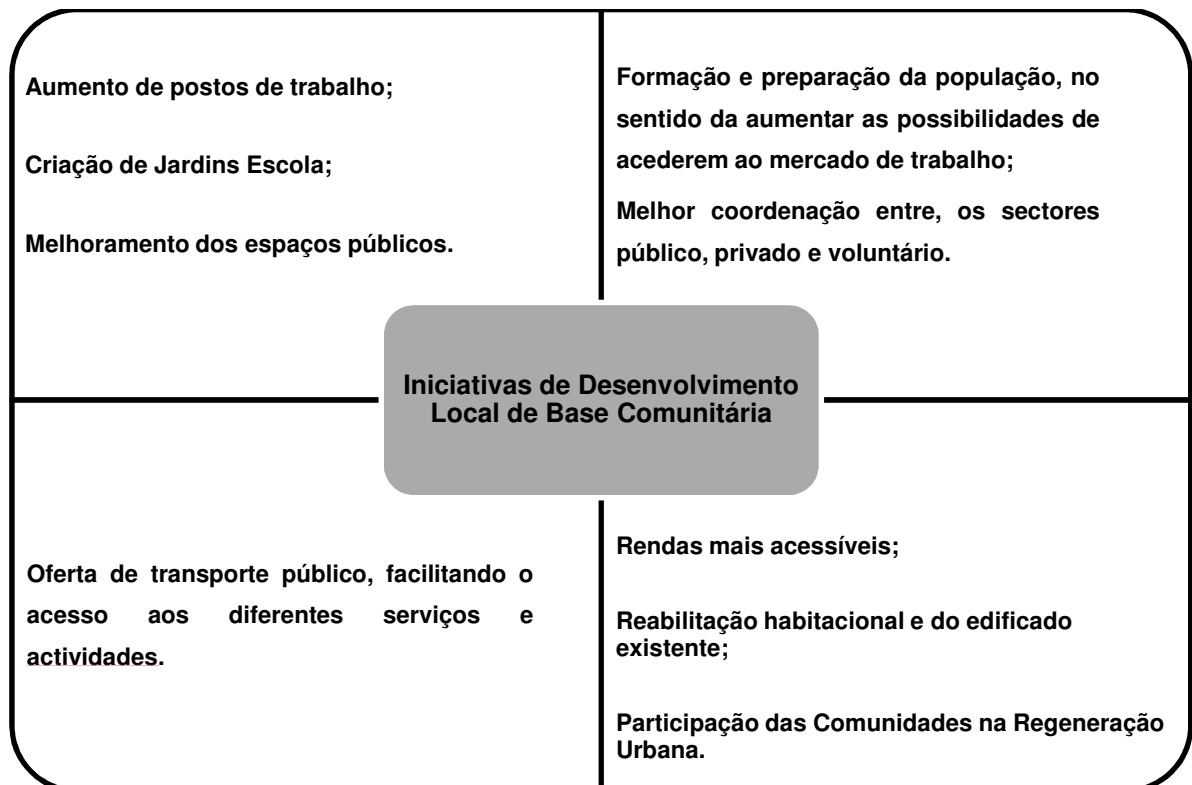 Aumento de postos de trabalho;
Criação de Jardins Escola;
Melhoramento dos espaços públicos.
Formação e preparação da população, no
sentido da aumentar as possibilidades de
acederem ao mercado de trabalho;
Melhor coordenação entre, os sectores
público, privado e voluntário.
Iniciativas de Desenvolvimento
Local de Base Comunitária
Oferta de transporte público, facilitando o
acesso aos diferentes serviços e
actividades.
Rendas mais acessíveis;
Reabilitação habitacional e do edificado
existente;
Participação das Comunidades na Regeneração
Urbana.